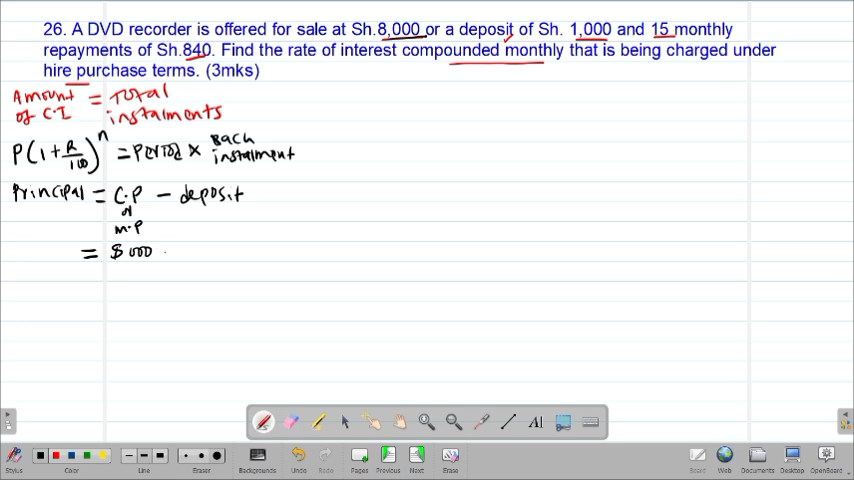 26. A DVD recorder is offered for sale at Sh.8,000 or a deposit of Sh. 1,000 and 15 monthly
repayments of Sh.840. Find the rate of interest compounded monthly that is being charged under
hire purchase terms. (3mks)
Amount of C.I = Total instalments
P(1+R/100)^n = Period × Each instalment
Principal = C.P or M.P - deposit
= 8000
Styles
Color
Line
Eraser
Backgrounds
Undo
Redo
Pages
Previous
Next
Erase
Board
Web
Documents
Desktop
OpenBoard